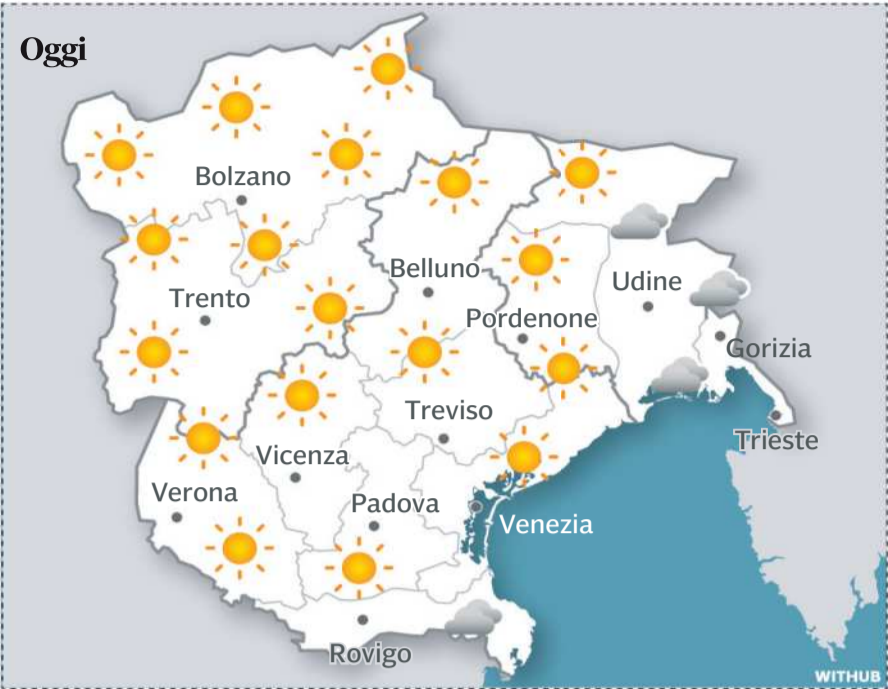 Oggi
Bolzano
Belluno
Udine
Trento
Pordenone
Gorizia
Treviso
Trieste
Vicenza
Verona
Padova
Venezia
Rovigo
WITHUB